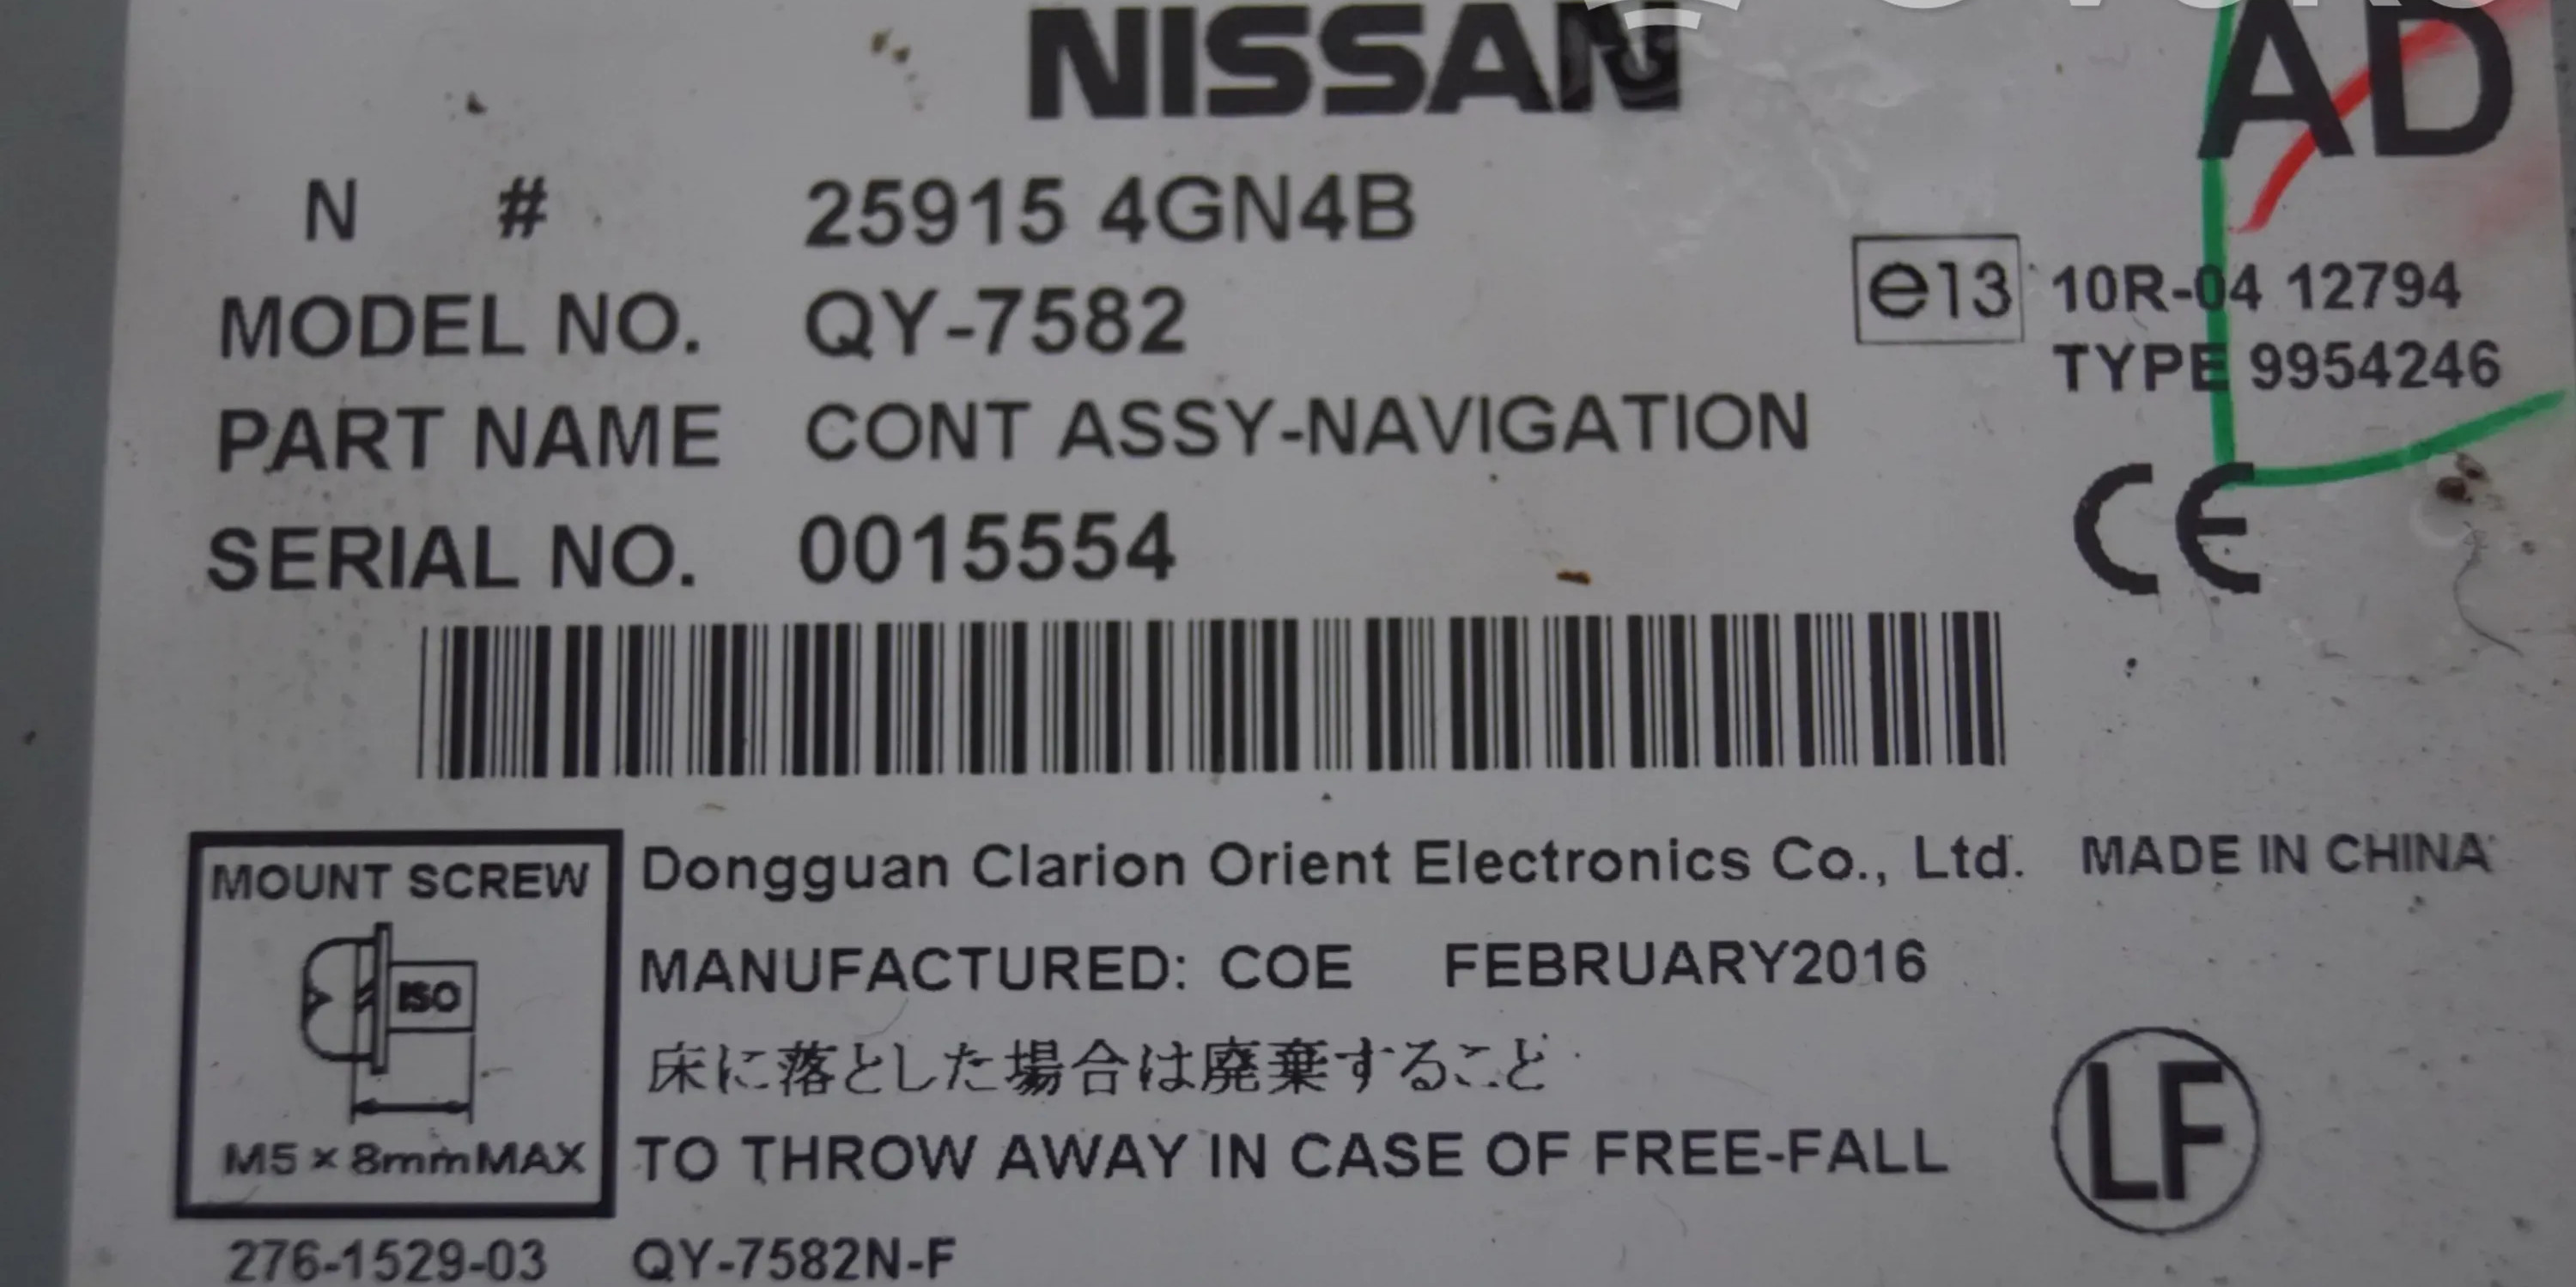 NISSAN
AD
N #
25915 4GN4B
MODEL NO. QY-7582
e13 10R-04 12794
TYPE 9954246
PART NAME CONT ASSY-NAVIGATION
SERIAL NO. 0015554
CE
MOUNT SCREW
ISO
M5 × 8mmMAX
Dongguan Clarion Orient Electronics Co., Ltd. MADE IN CHINA
MANUFACTURED: COE FEBRUARY2016
床に落とした場合は廃棄すること
TO THROW AWAY IN CASE OF FREE-FALL
LF
276-1529-03 QY-7582N-F